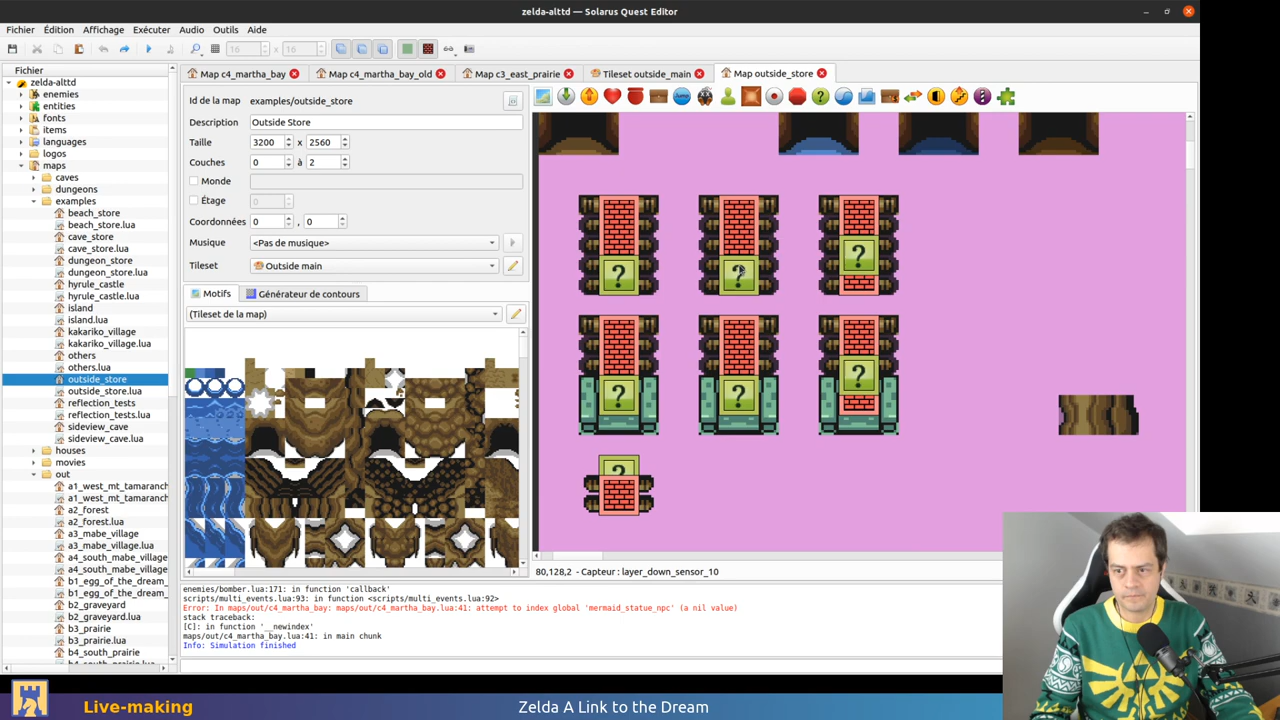 zelda-alttd — Solarus Quest Editor
Fichier Édition Affichage Exécuter Audio Outils Aide
16 x 16
Fichier
zelda-alttd
enemies
entities
fonts
items
languages
logos
maps
caves
dungeons
examples
beach_store
beach_store.lua
cave_store
cave_store.lua
dungeon_store
dungeon_store.lua
hyrule_castle
hyrule_castle.lua
island
island.lua
kakariko_village
kakariko_village.lua
others
others.lua
outside_store
outside_store.lua
reflection_tests
reflection_tests.lua
sideview_cave
sideview_cave.lua
houses
movies
out
a1_west_mt_tamaranch
a1_west_mt_tamaranch
a2_forest
a2_forest.lua
a3_mabe_village
a3_mabe_village.lua
a4_south_mabe_village
a4_south_mabe_village
b1_egg_of_the_dream_
b1_egg_of_the_dream_
b2_graveyard
b2_graveyard.lua
b3_prairie
b3_prairie.lua
b4_south_prairie
b4_south_prairie.lua
Map c4_martha_bay Map c4_martha_bay_old Map c3_east_prairie Tileset outside_main Map outside_store
Id de la map examples/outside_store
Description Outside Store
Taille 3200 x 2560
Couches 0 à 2
Monde
Étage 0
Coordonnées 0 , 0
Musique <Pas de musique>
Tileset Outside main
Motifs Générateur de contours
(Tileset de la map)
? ? ?
? ? ?
?
80,128,2 - Capteur : layer_down_sensor_10
enemies/bomber.lua:171: in function 'callback'
scripts/multi_events.lua:93: in function <scripts/multi_events.lua:92>
Error: In maps/out/c4_martha_bay: maps/out/c4_martha_bay.lua:41: attempt to index global 'mermaid_statue_npc' (a nil value)
stack traceback:
[C]: in function '__newindex'
maps/out/c4_martha_bay.lua:41: in main chunk
Info: Simulation finished
Live-making Zelda A Link to the Dream